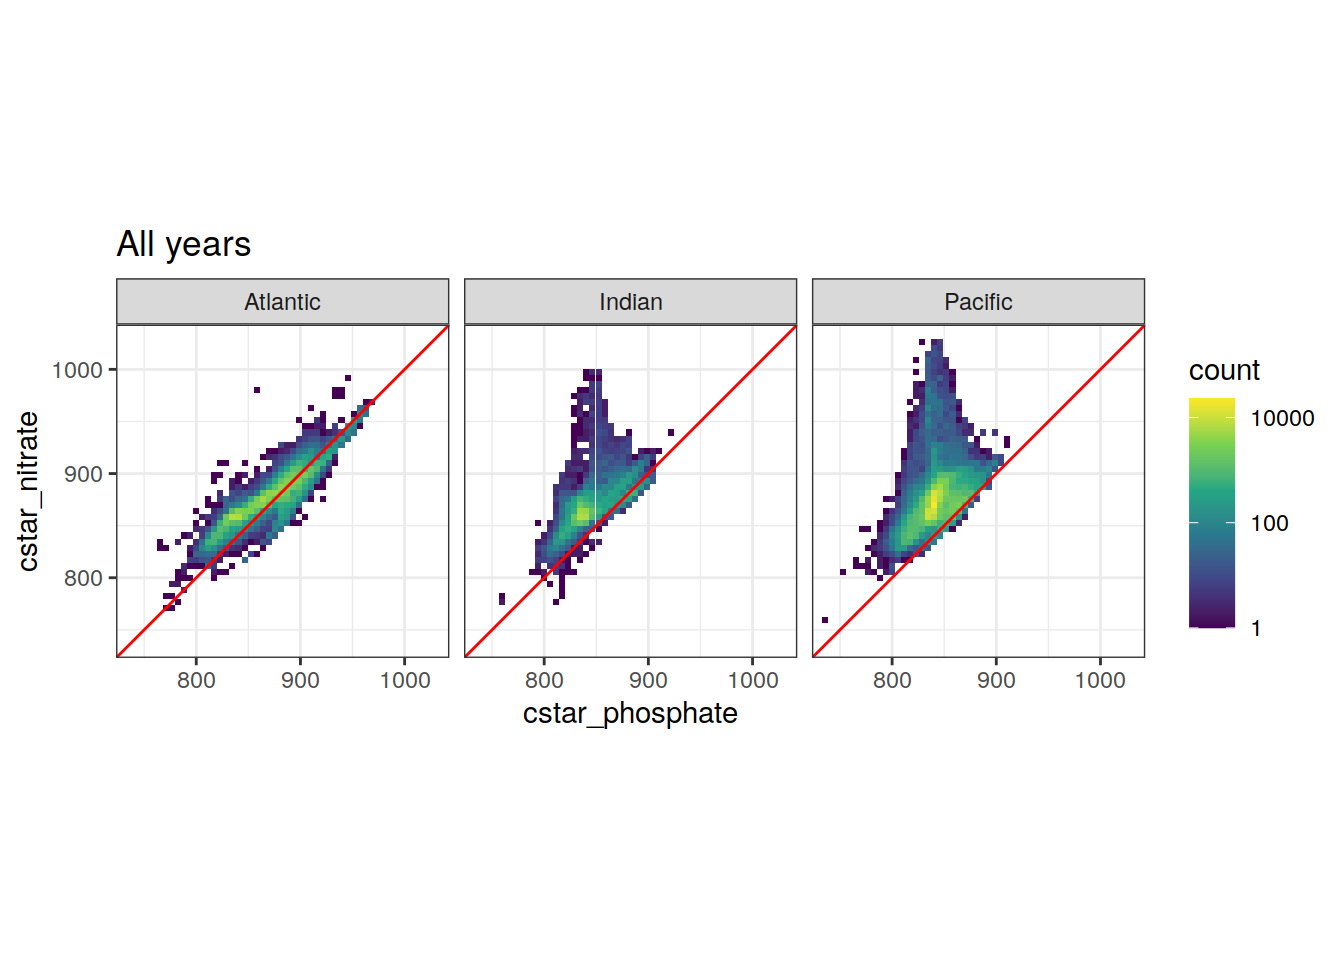 All years
Atlantic Indian Pacific
1000
900
800
cstar_nitrate
800 900 1000 800 900 1000 800 900 1000
cstar_phosphate
count
10000
100
1